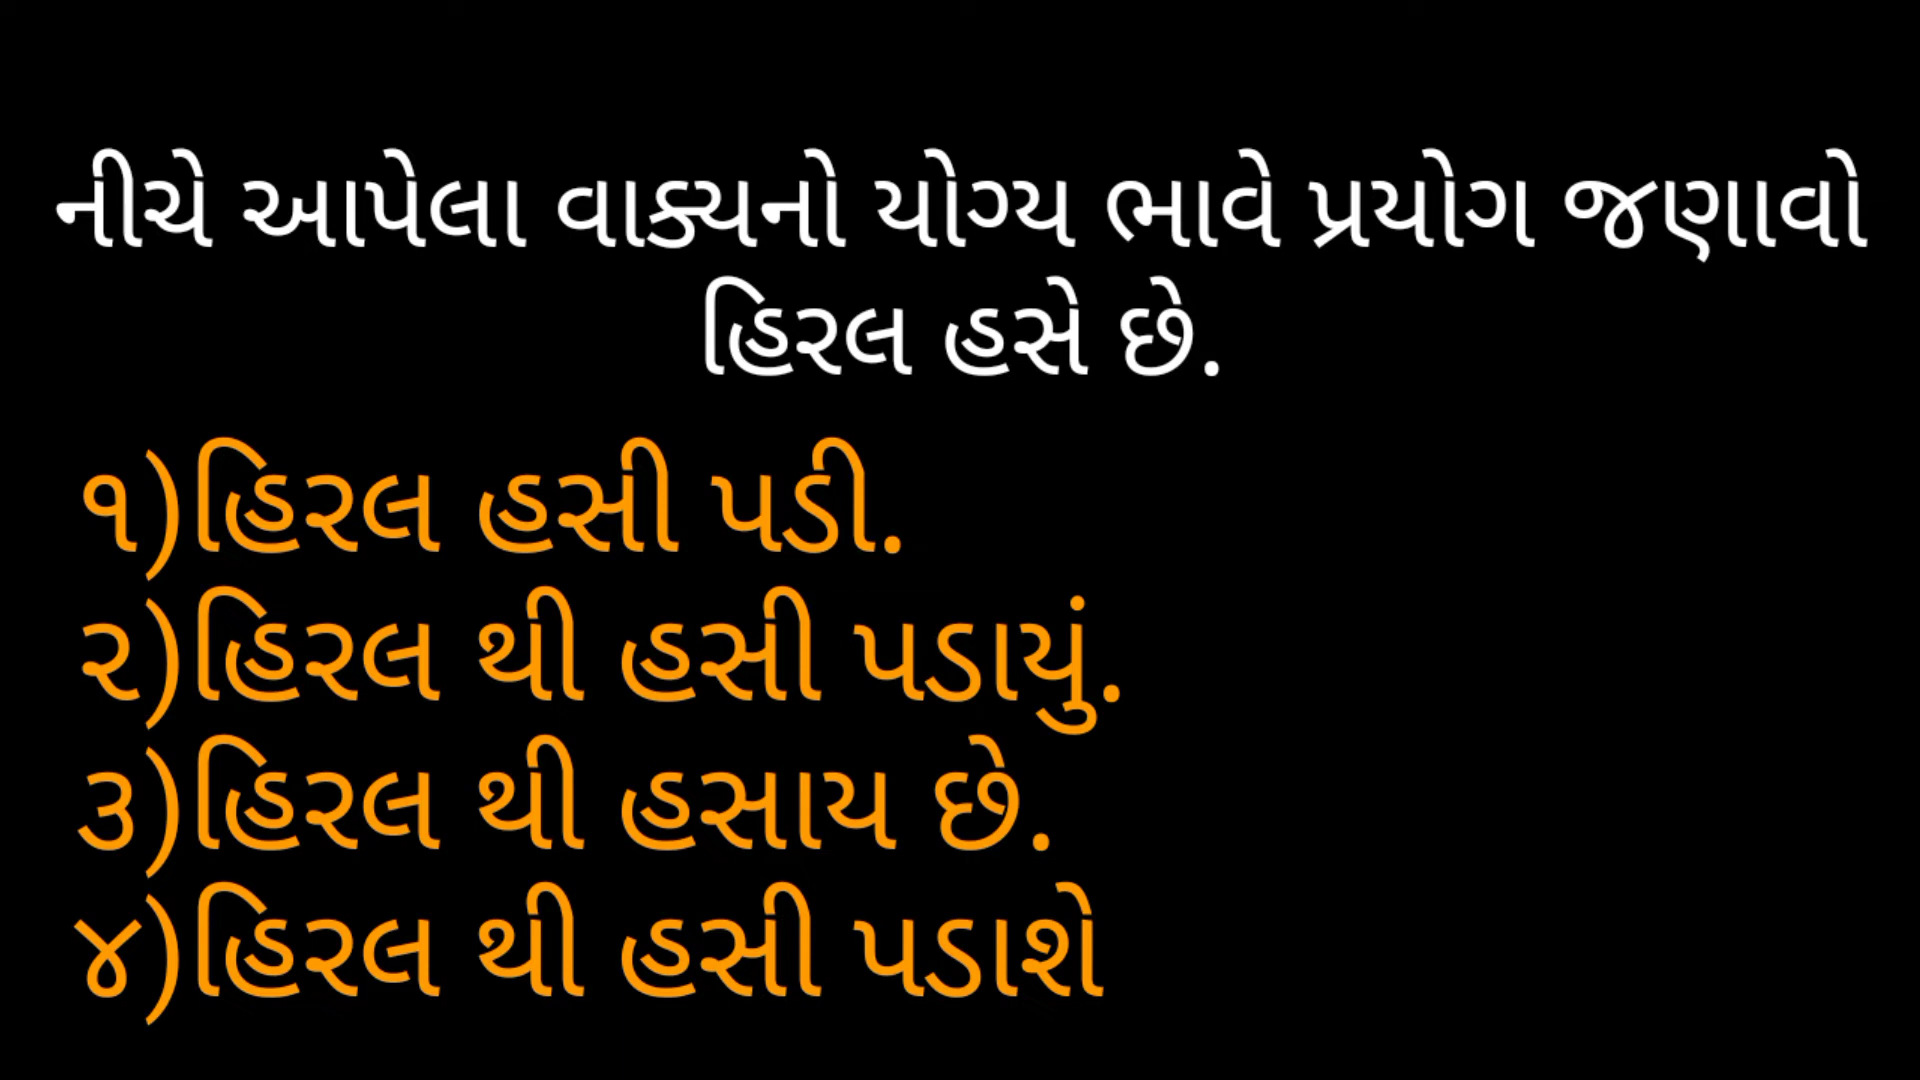 નીચે આપેલા વાક્યનો યોગ્ય ભાવે પ્રયોગ જણાવો
હિરલ હસે છે.
૧)હિરલ હસી પડી.
૨)હિરલ થી હસી પડાયું.
૩)હિરલ થી હસાય છે.
૪)હિરલ થી હસી પડાશે